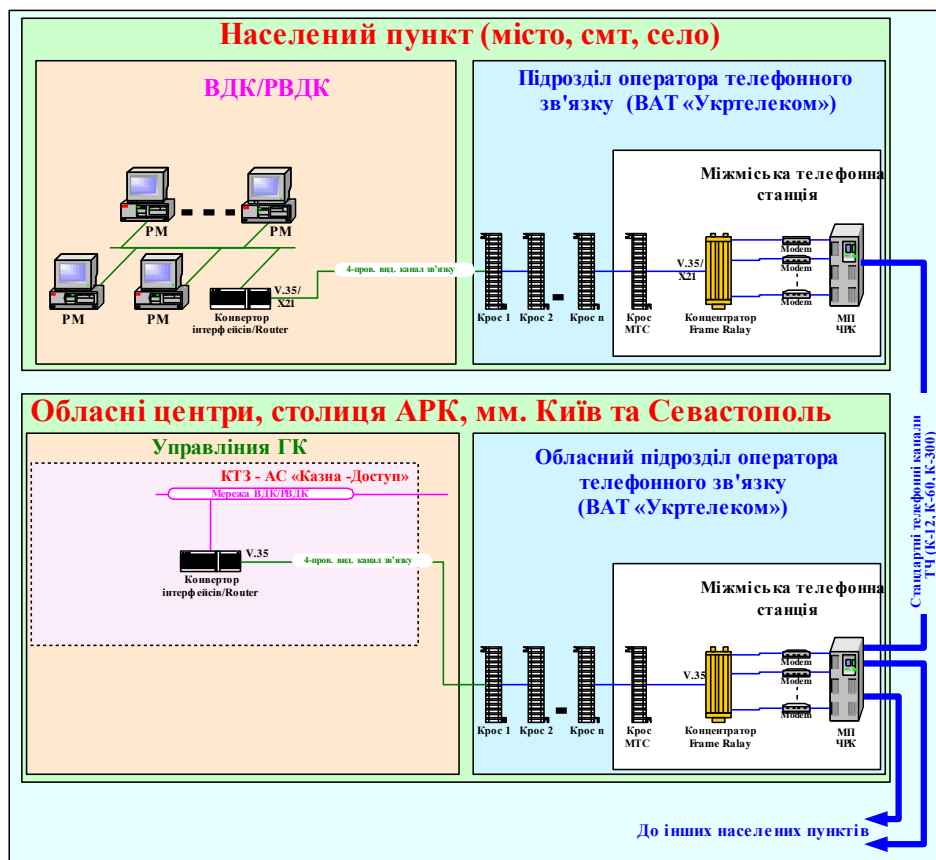 Населений пункт (місто, смт, село)
ВДК/РВДК
РМ
РМ
РМ
РМ
V.35/
X21
Конвертор
інтерфейсів/Router
4-пров. вид. канал зв'язку
Підрозділ оператора телефонного
зв'язку (ВАТ «Укртелеком»)
Міжміська телефонна
станція
Крос 1
Крос 2
Крос n
Крос
МТС
V.35/
X21
Концентратор
Frame Ralay
Modem
Modem
Modem
МП
ЧРК
Стандартні телефонні канали
ТЧ (К-12, К-60, К-300)
Обласні центри, столиця АРК, мм. Київ та Севастополь
Управління ГК
КТЗ - АС «Казна -Доступ»
Мережа ВДК/РВДК
V.35
Конвертор
інтерфейсів/Router
4-пров. вид. канал зв'язку
Обласний підрозділ оператора
телефонного зв'язку
(ВАТ «Укртелеком»)
Міжміська телефонна
станція
Крос 1
Крос 2
Крос n
Крос
МТС
V.35
Концентратор
Frame Ralay
Modem
Modem
Modem
МП
ЧРК
До інших населених пунктів